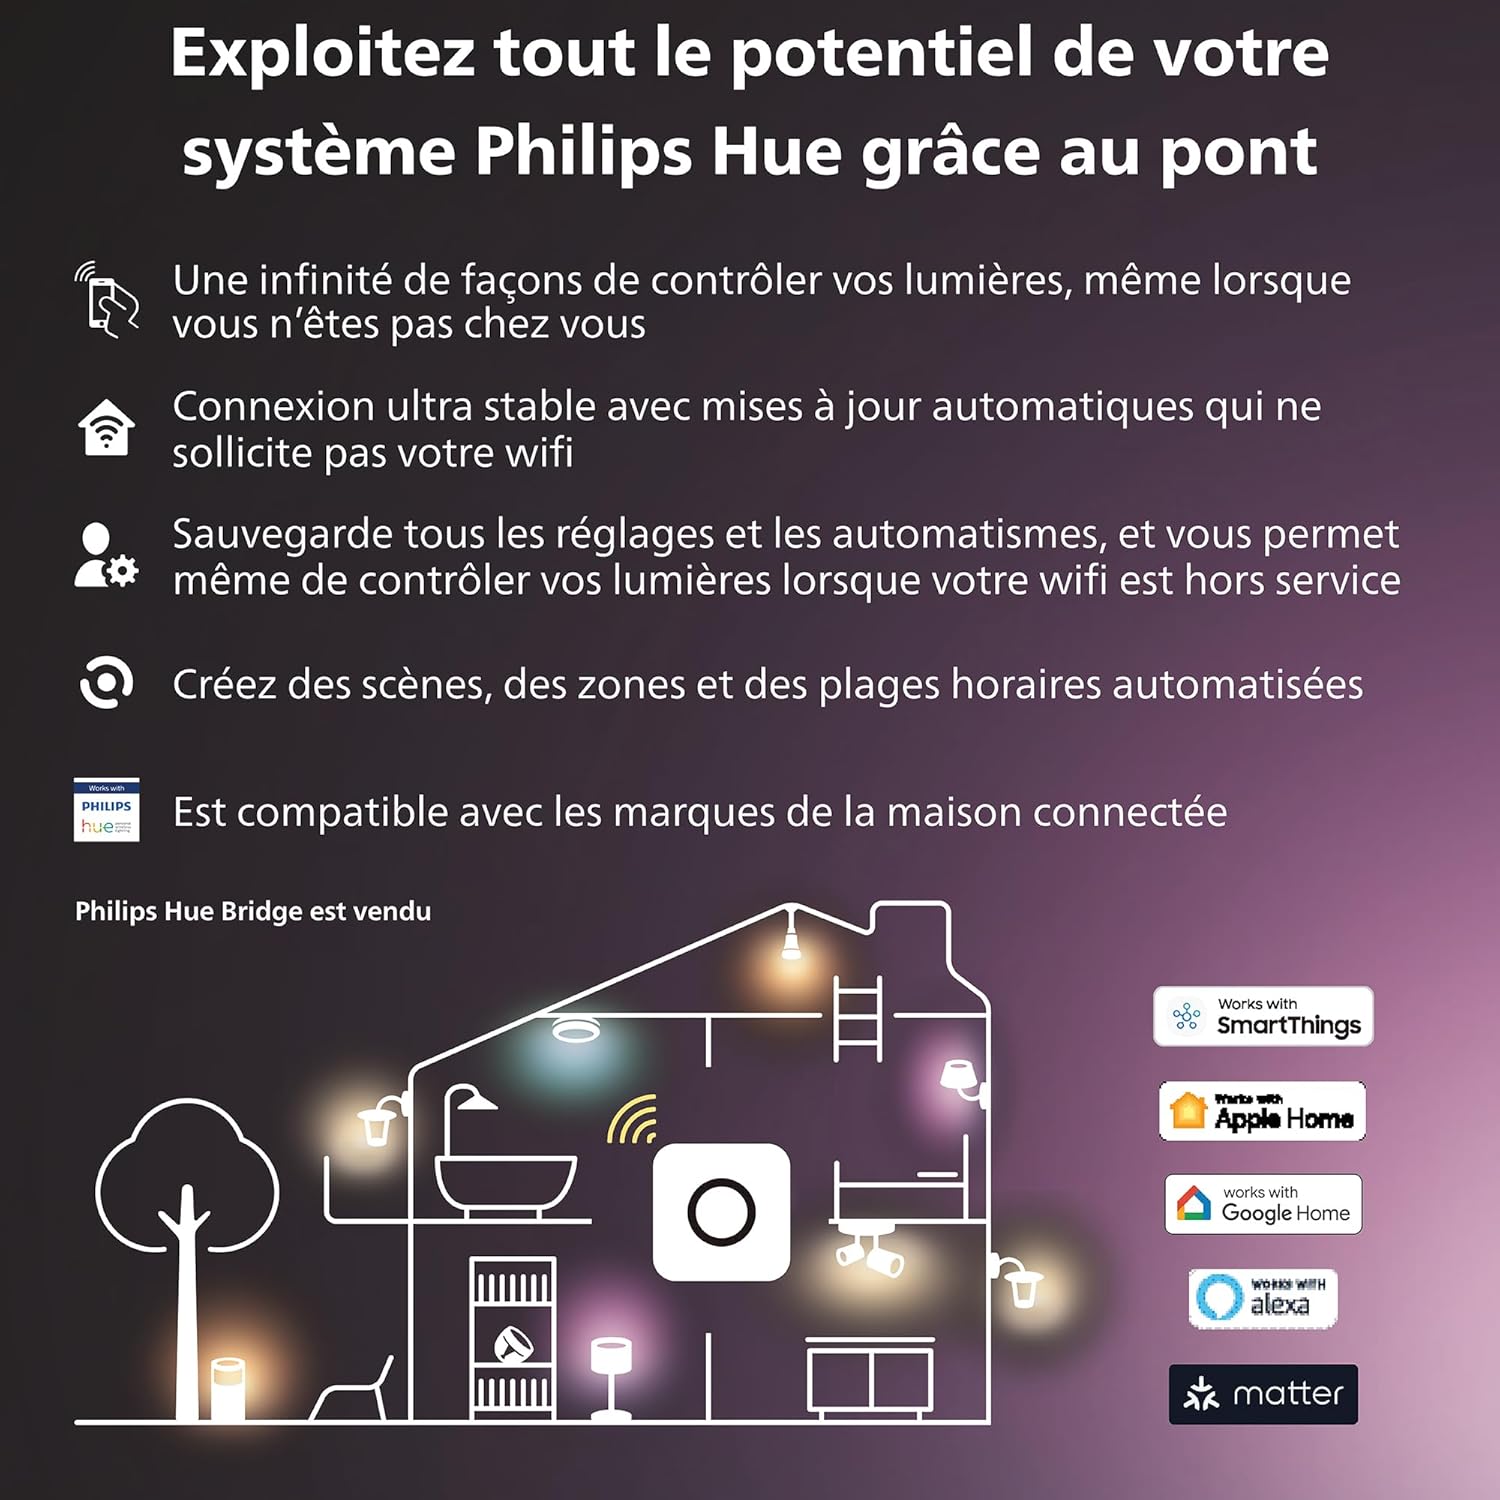 Exploitez tout le potentiel de votre
système Philips Hue grâce au pont
Une infinité de façons de contrôler vos lumières, même lorsque
vous n’êtes pas chez vous
Connexion ultra stable avec mises à jour automatiques qui ne
sollicite pas votre wifi
Sauvegarde tous les réglages et les automatismes, et vous permet
même de contrôler vos lumières lorsque votre wifi est hors service
Créez des scènes, des zones et des plages horaires automatisées
Works with
PHILIPS
hue
Est compatible avec les marques de la maison connectée
Philips Hue Bridge est vendu
Works with
SmartThings
Works with
Apple Home
works with
Google Home
WORKS WITH
alexa
matter